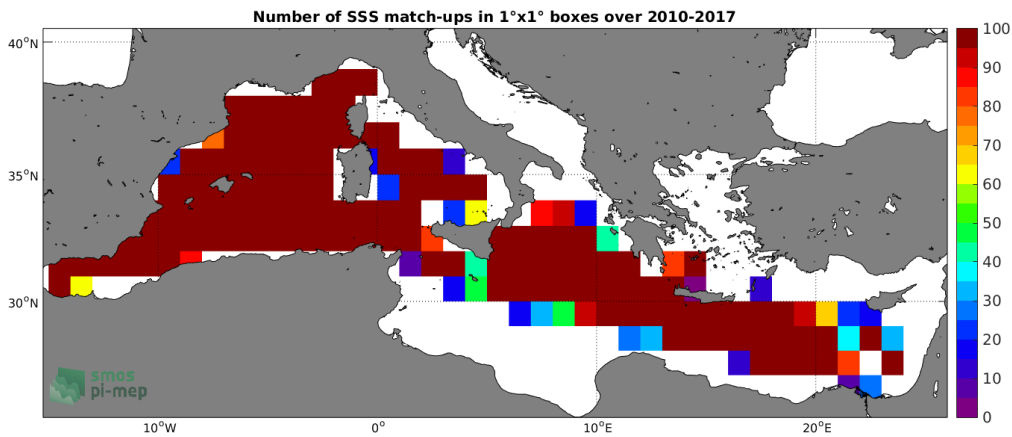 Number of SSS match-ups in 1°x1° boxes over 2010-2017
40°N
35°N
30°N
10°W
0°
10°E
20°E
100
90
80
70
60
50
40
30
20
10
0
smos
pi-mep